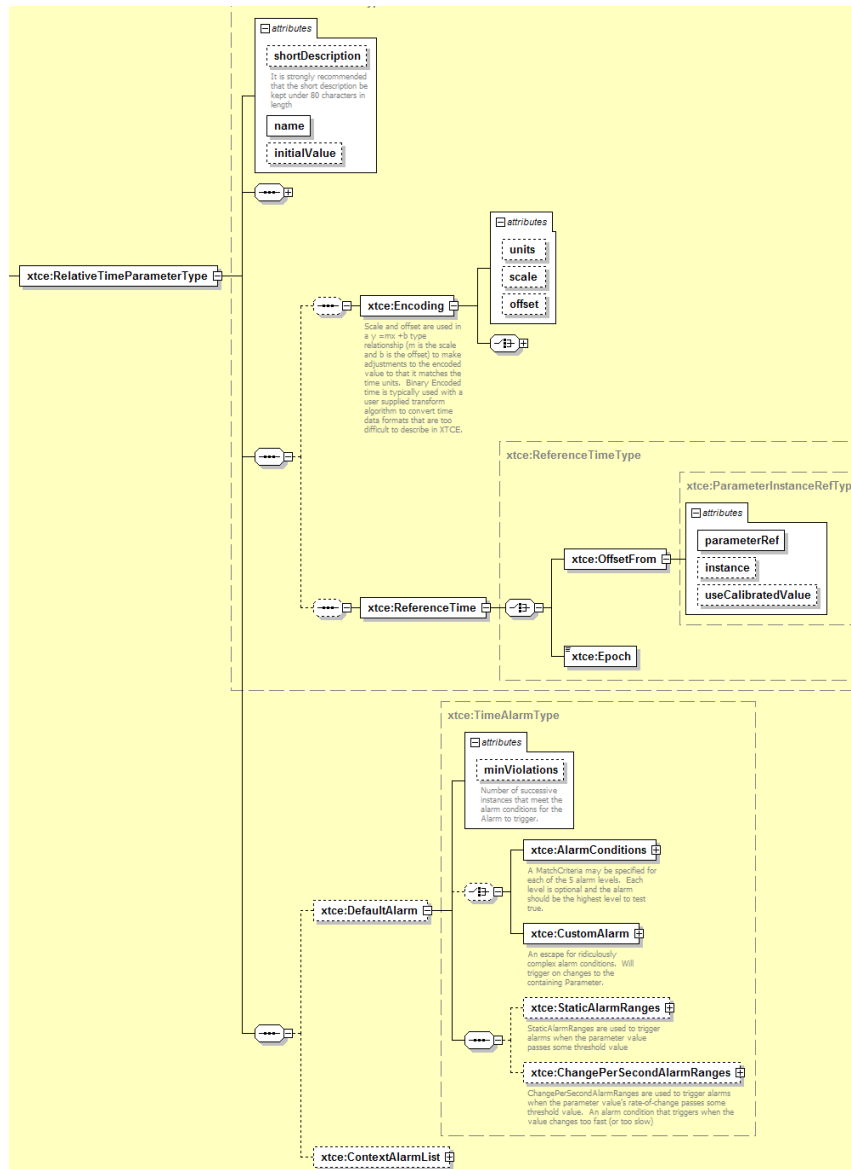 attributes
shortDescription
It is strongly recommended
that the short description be
kept under 80 characters in
length
name
initialValue
xtce:RelativeTimeParameterType
attributes
units
scale
offset
xtce:Encoding
Scale and offset are used in
a y =mx +b type
relationship (m is the scale
and b is the offset) to make
adjustments to the encoded
value to that it matches the
time units. Binary Encoded
time is typically used with a
user supplied transform
algorithm to convert time
data formats that are too
difficult to describe in XTCE.
xtce:ReferenceTimeType
xtce:ParameterInstanceRefTyp
attributes
parameterRef
instance
useCalibratedValue
xtce:OffsetFrom
xtce:ReferenceTime
xtce:Epoch
xtce:TimeAlarmType
attributes
minViolations
Number of successive
instances that meet the
alarm conditions for the
Alarm to trigger.
xtce:AlarmConditions
A MatchCriteria may be specified for
each of the 5 alarm levels. Each
level is optional and the alarm
should be the highest level to test
true.
xtce:DefaultAlarm
xtce:CustomAlarm
An escape for ridiculously
complex alarm conditions. Will
trigger on changes to the
containing Parameter.
xtce:StaticAlarmRanges
StaticAlarmRanges are used to trigger
alarms when the parameter value
passes some threshold value
xtce:ChangePerSecondAlarmRanges
ChangePerSecondAlarmRanges are used to trigger alarms
when the parameter value's rate-of-change passes some
threshold value. An alarm condition that triggers when the
value changes too fast (or too slow)
xtce:ContextAlarmList